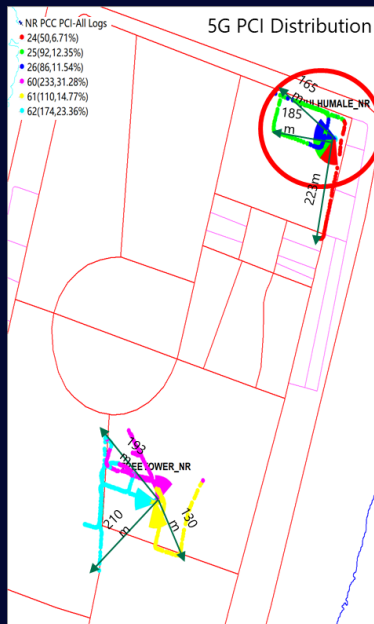 5G PCI Distribution
NR PCC PCI-All Logs
24(50,6.71%)
25(92,12.35%)
26(86,11.54%)
60(233,31.28%)
61(110,14.77%)
62(174,23.36%)
165
m
HUMALE_NR
185
m
223m
193
m
OWER_NR
210
m
130
m